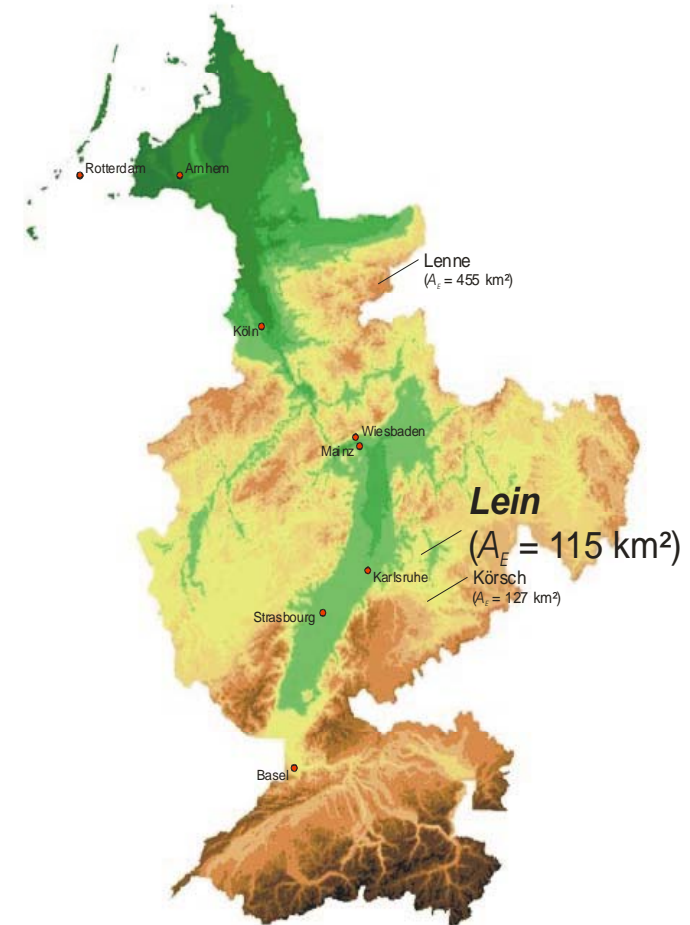 Rotterdam
Arnhem
Lenne
(A_E = 455 km²)
Köln
Wiesbaden
Mainz
Lein
(A_E = 115 km²)
Karlsruhe
Körsch
(A_E = 127 km²)
Strasbourg
Basel